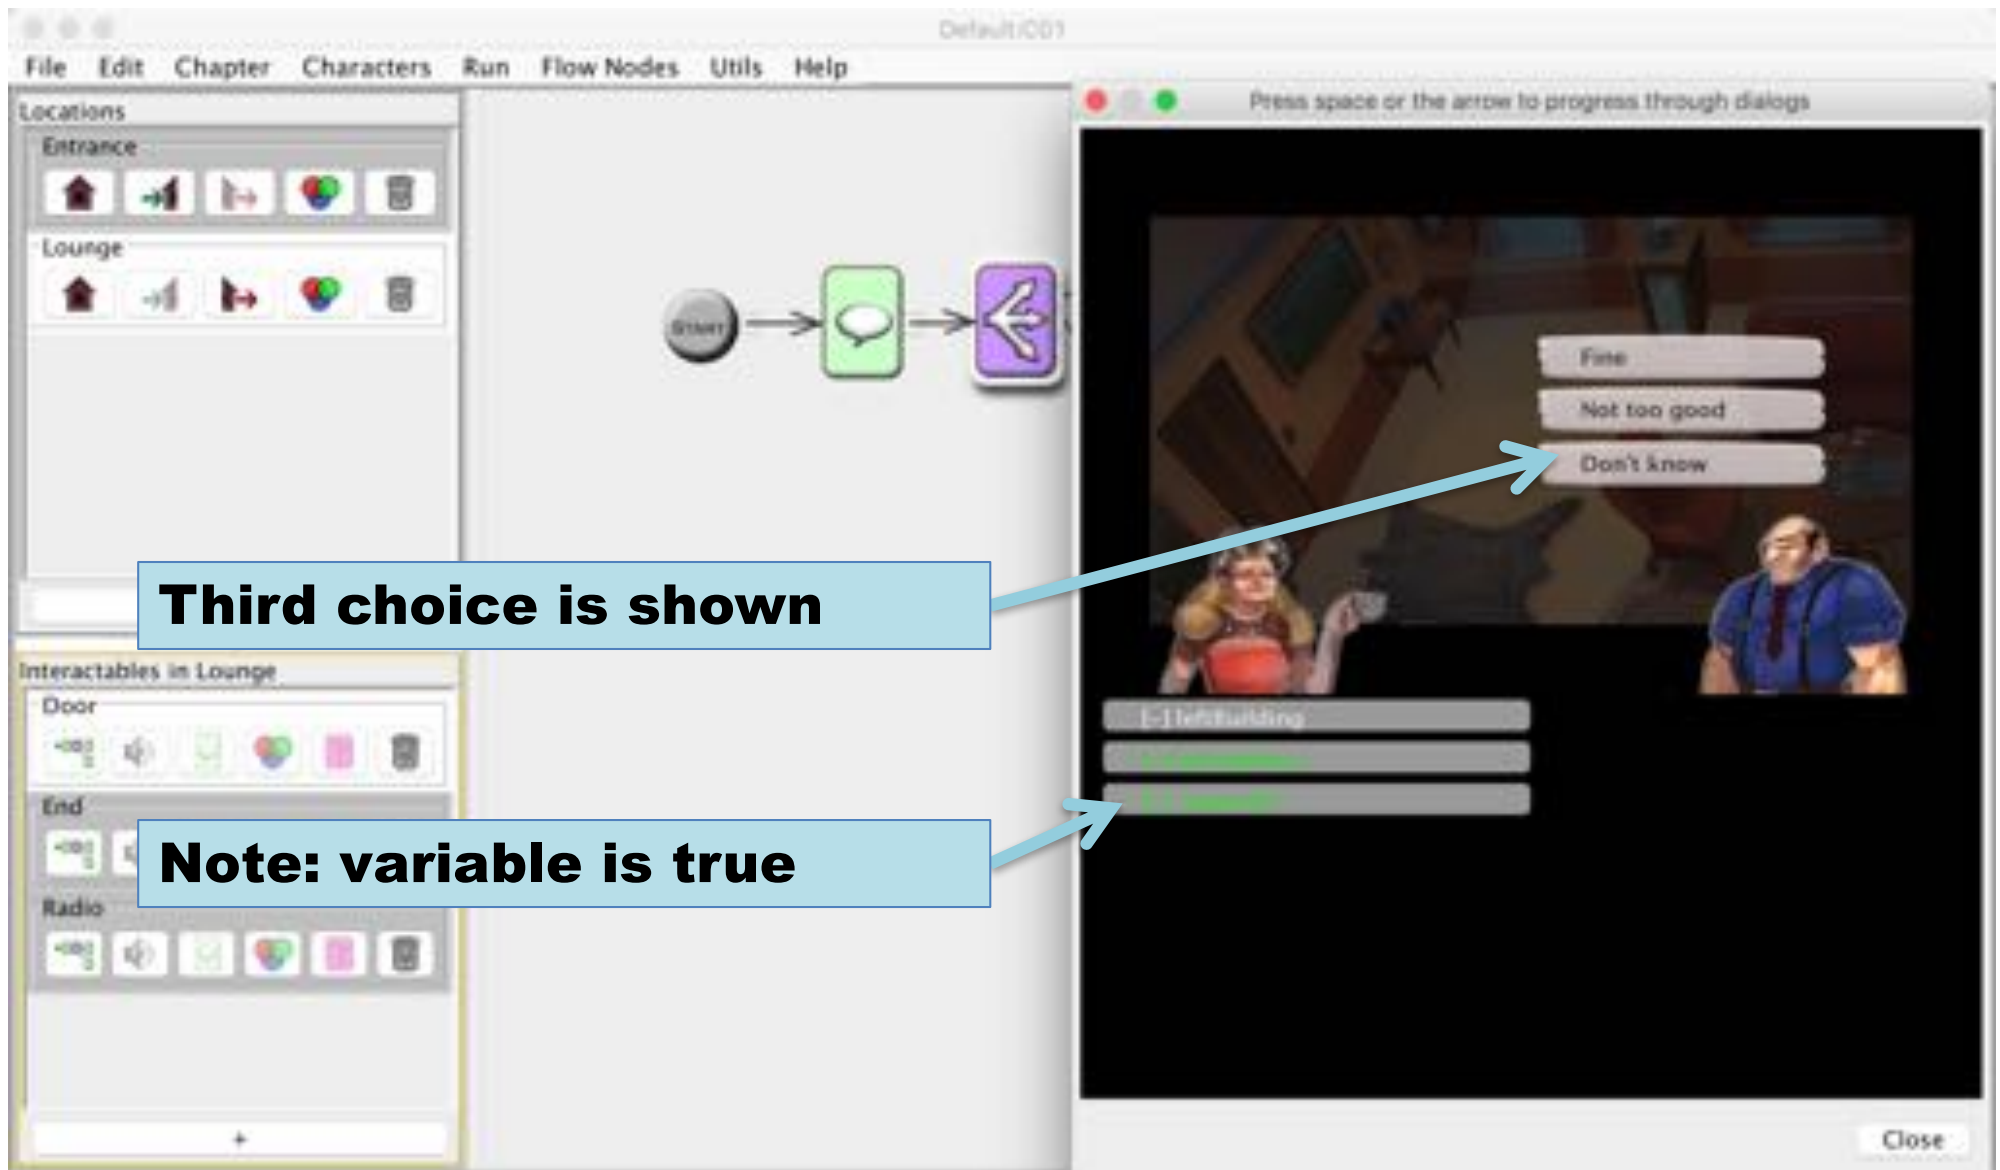 Default/C01
File Edit Chapter Characters Run Flow Nodes Utils Help
Locations
Entrance
Lounge
START
Press space or the arrow to progress through dialogs
Fine
Not too good
Don't know
Third choice is shown
Interactables in Lounge
Door
End
Radio
[-] leftBuilding
Note: variable is true
+
Close